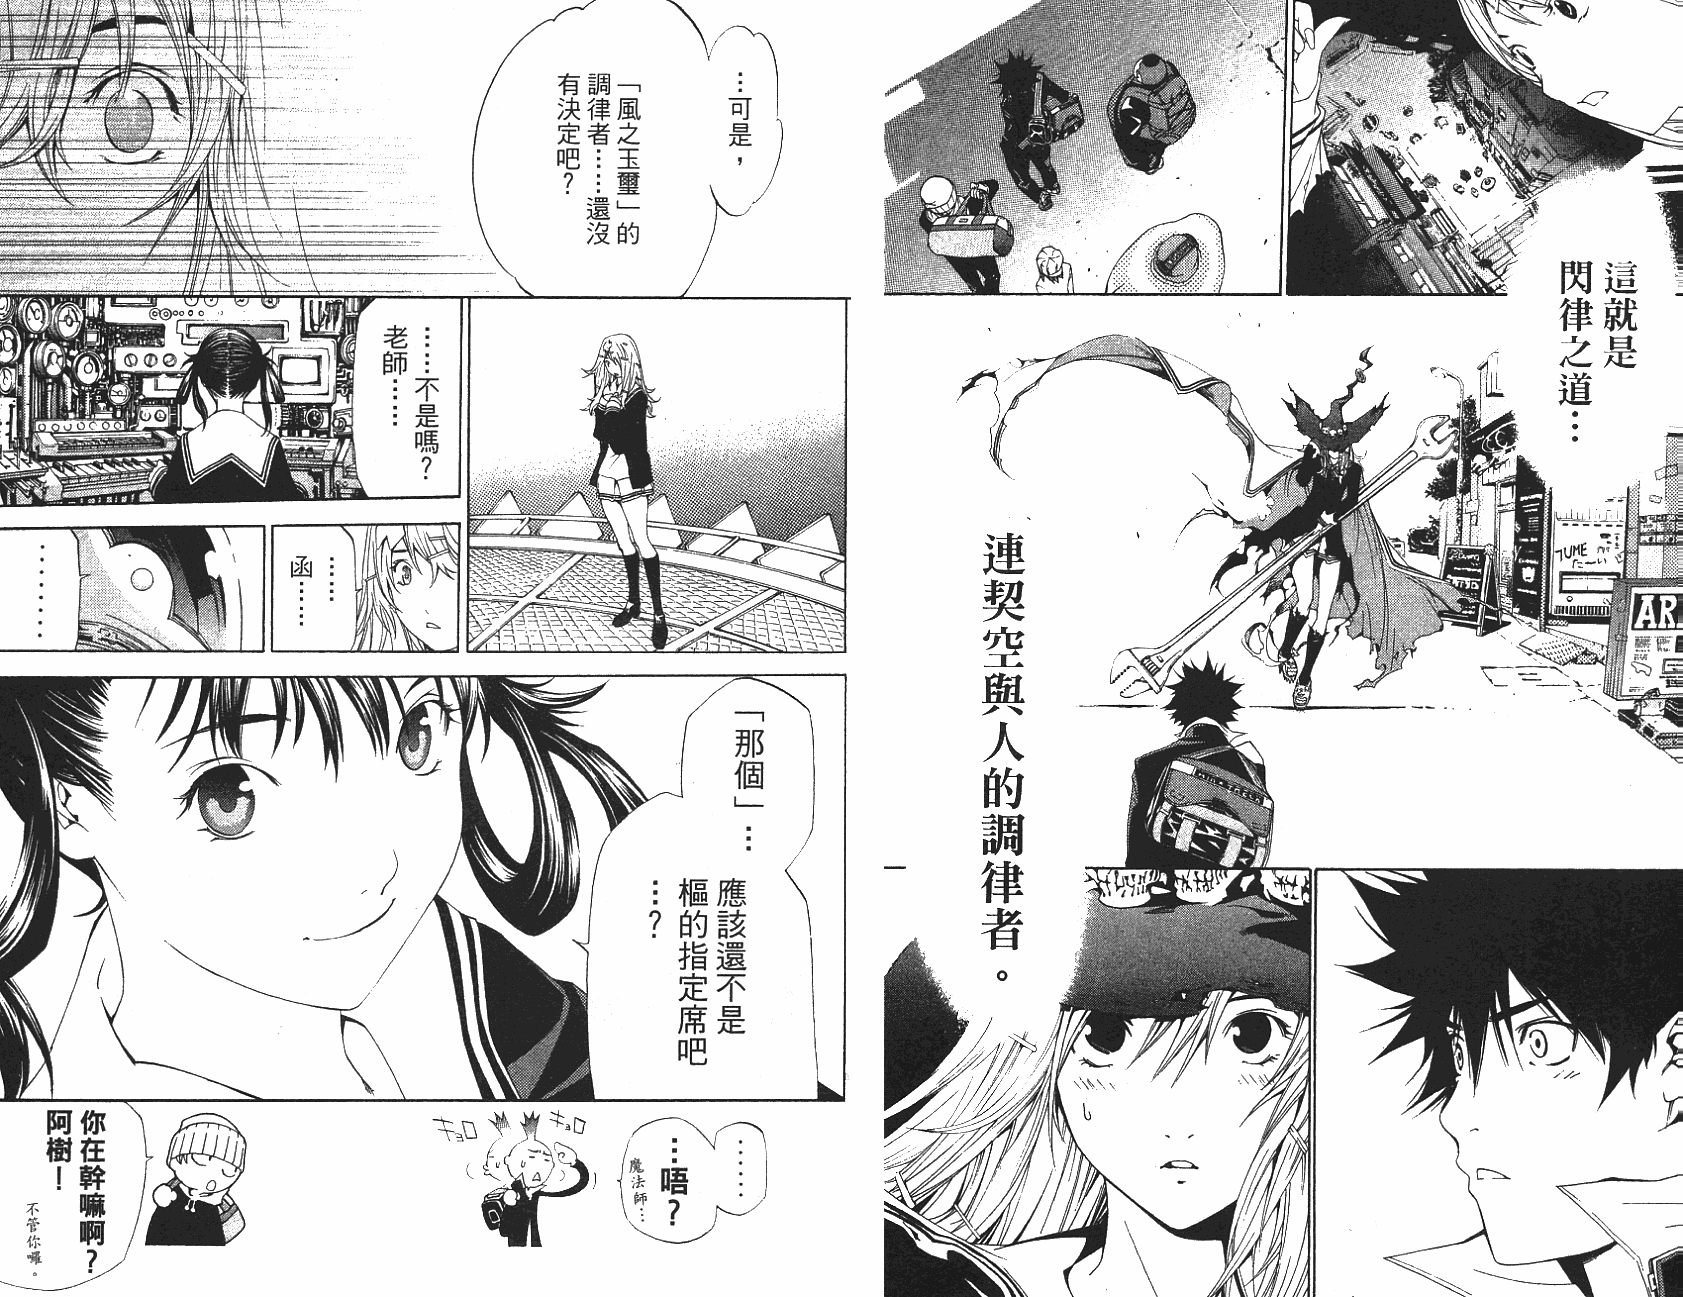 這就是
閃律之道…
連契空與人的調律者。
TUME
AR
…可是，
「風之玉璽」的
調律者……還沒
有決定吧？
……不是嗎？
老師……
……
函……
……
「那個」…
應該還不是
樞的指定席吧
…？
……
…唔？
魔法師…
キョロ
キョロ
你在幹嘛啊？
阿樹！
不管你囉。